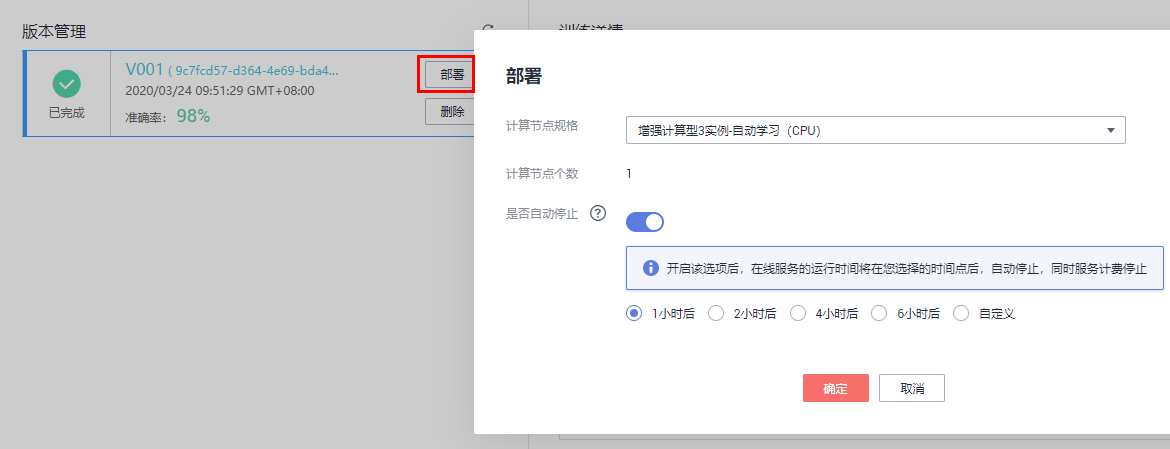 版本管理
V001 ( 9c7fcd57-d364-4e69-bda4...
部署
2020/03/24 09:51:29 GMT+08:00
已完成
准确率： 98%
删除
部署
计算节点规格
增强计算型3实例-自动学习（CPU）
计算节点个数
1
是否自动停止 ?
开启该选项后，在线服务的运行时间将在您选择的时间点后，自动停止，同时服务计费停止
1小时后 2小时后 4小时后 6小时后 自定义
确定 取消